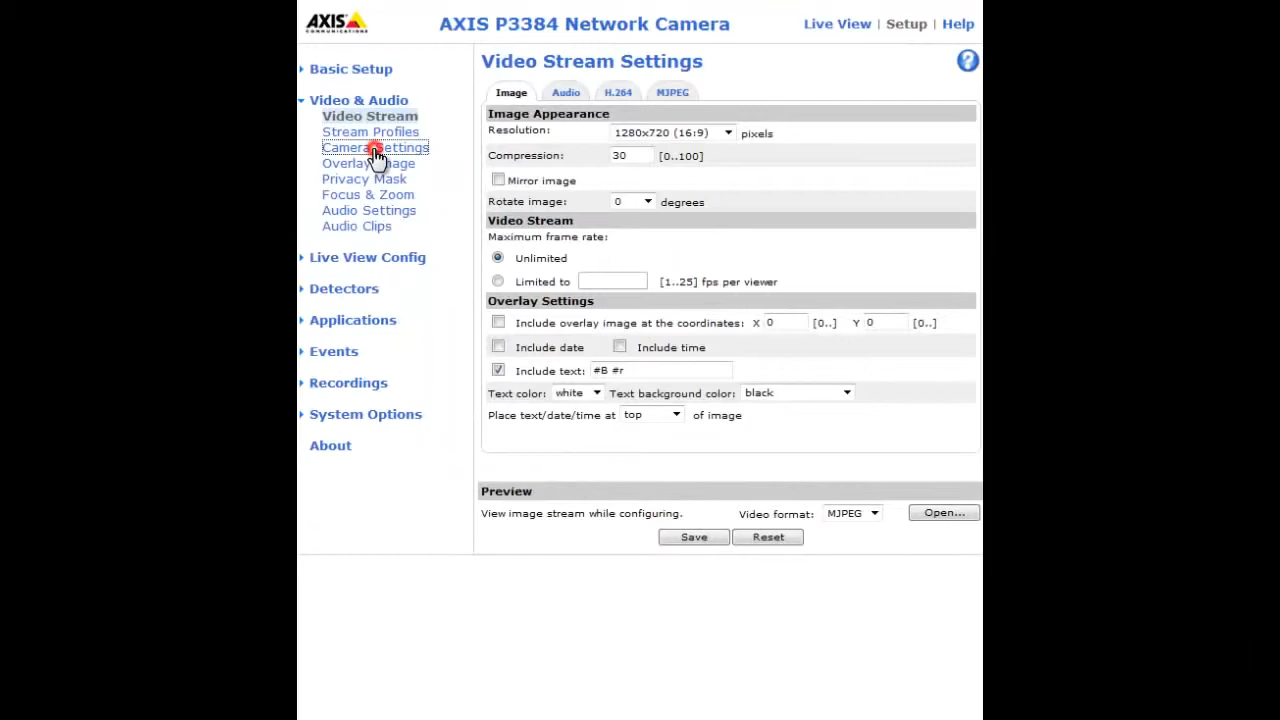 AXIS
COMMUNICATIONS
AXIS P3384 Network Camera
Live View | Setup | Help
Basic Setup
Video & Audio
Video Stream
Stream Profiles
Camera Settings
Overlay Image
Privacy Mask
Focus & Zoom
Audio Settings
Audio Clips
Live View Config
Detectors
Applications
Events
Recordings
System Options
About
Video Stream Settings
?
Image Audio H.264 MJPEG
Image Appearance
Resolution: 1280x720 (16:9) pixels
Compression: 30 [0..100]
Mirror image
Rotate image: 0 degrees
Video Stream
Maximum frame rate:
Unlimited
Limited to [1..25] fps per viewer
Overlay Settings
Include overlay image at the coordinates: X 0 [0..] Y 0 [0..]
Include date Include time
Include text: #B #r
Text color: white Text background color: black
Place text/date/time at top of image
Preview
View image stream while configuring. Video format: MJPEG Open...
Save Reset